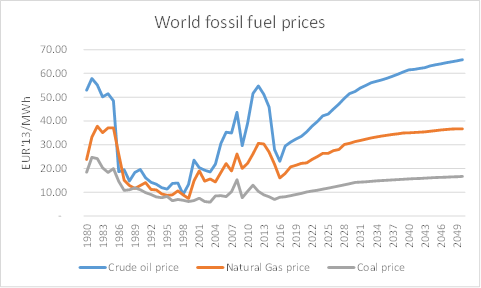 World fossil fuel prices
EUR'13/MWh
70.00
60.00
50.00
40.00
30.00
20.00
10.00
-
1980 1983 1986 1989 1992 1995 1998 2001 2004 2007 2010 2013 2016 2019 2022 2025 2028 2031 2034 2037 2040 2043 2046 2049
Crude oil price Natural Gas price Coal price